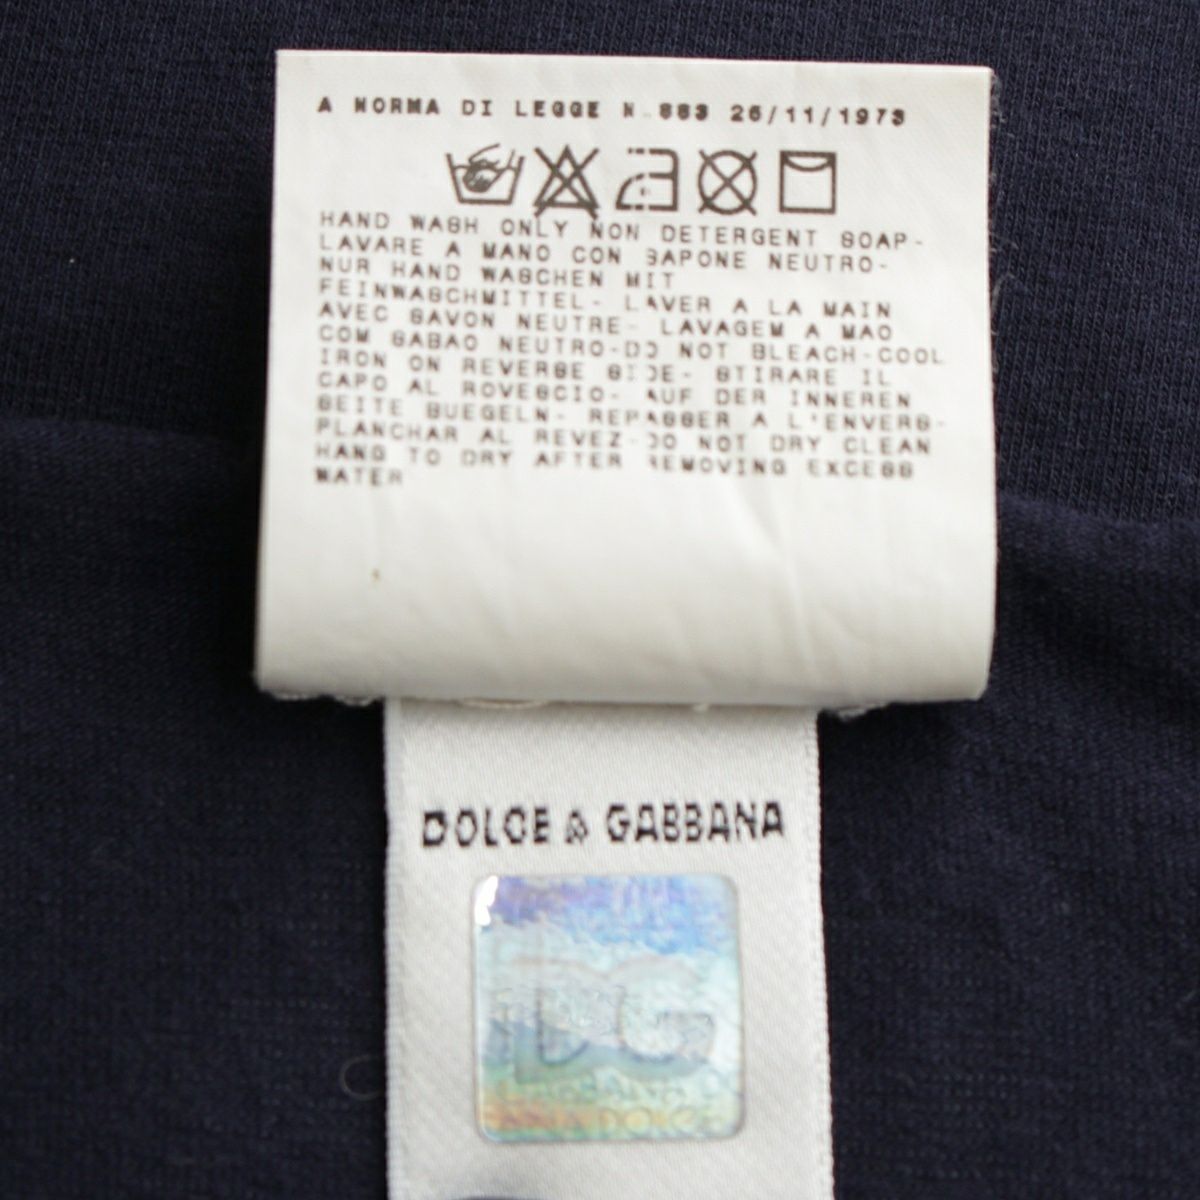 A NORMA DI LEGGE N.883 26/11/1973
HAND WASH ONLY NON DETERGENT SOAP-
LAVARE A MANO CON SAPONE NEUTRO-
NUR HAND WASCHEN MIT
FEINWASCHMITTEL- LAVER A LA MAIN
AVEC SAVON NEUTRE- LAVAGEM A MAO
COM SABAO NEUTRO-DO NOT BLEACH-COOL
IRON ON REVERSE SIDE- STIRARE IL
CAPO AL ROVESCIO- AUF DER INNEREN
SEITE BUEGELN- REPASSER A L'ENVERS-
PLANCHAR AL REVEZ-DO NOT DRY CLEAN
HANG TO DRY AFTER REMOVING EXCESS
WATER
DOLCE & GABBANA
DG